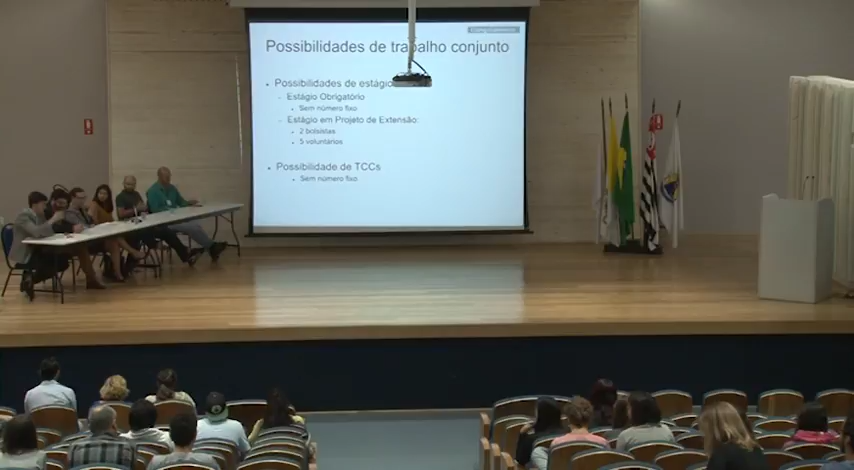 Possibilidades de trabalho conjunto
• Possibilidades de estágio
- Estágio Obrigatório
• Sem número fixo
- Estágio em Projeto de Extensão:
• 2 bolsistas
• 5 voluntários
• Possibilidade de TCCs
• Sem número fixo